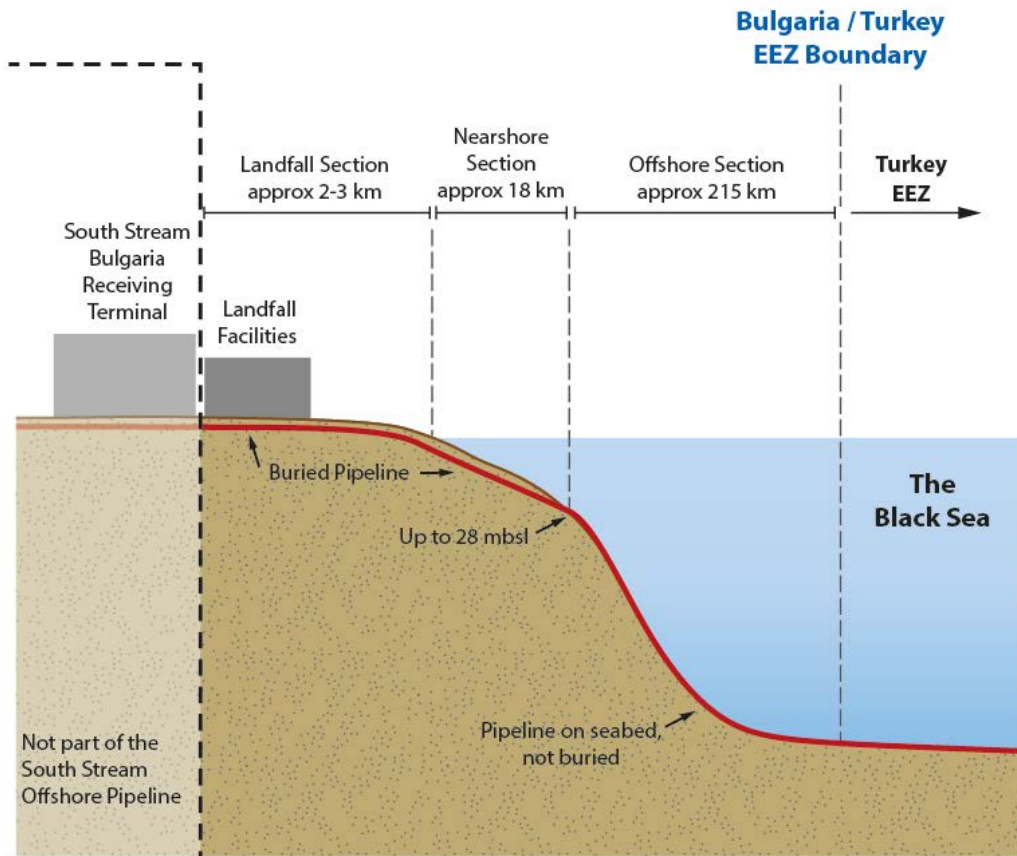 Bulgaria / Turkey
EEZ Boundary
Landfall Section
approx 2-3 km
Nearshore
Section
approx 18 km
Offshore Section
approx 215 km
Turkey
EEZ
South Stream
Bulgaria
Receiving
Terminal
Landfall
Facilities
Buried Pipeline
Up to 28 mbsl
The
Black Sea
Pipeline on seabed,
not buried
Not part of the
South Stream
Offshore Pipeline